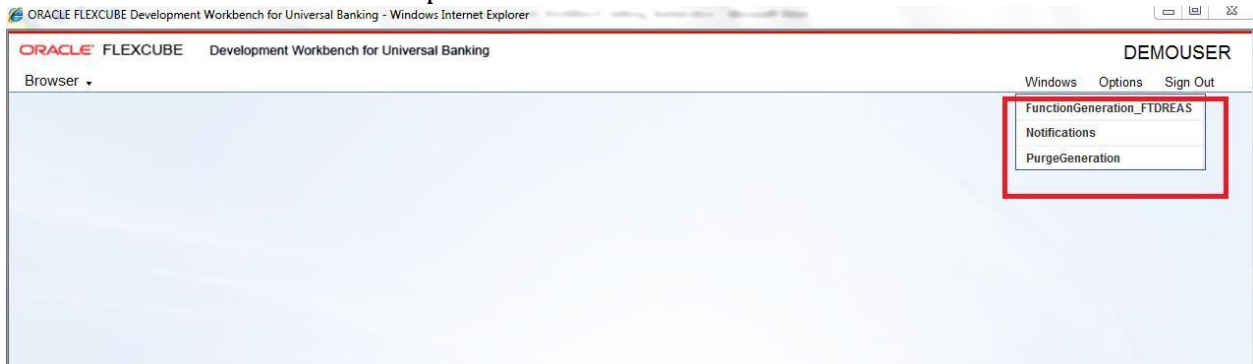 ORACLE FLEXCUBE Development Workbench for Universal Banking - Windows Internet Explorer
ORACLE FLEXCUBE Development Workbench for Universal Banking DEMOUSER
Browser Windows Options Sign Out
FunctionGeneration_FTDREAS
Notifications
PurgeGeneration